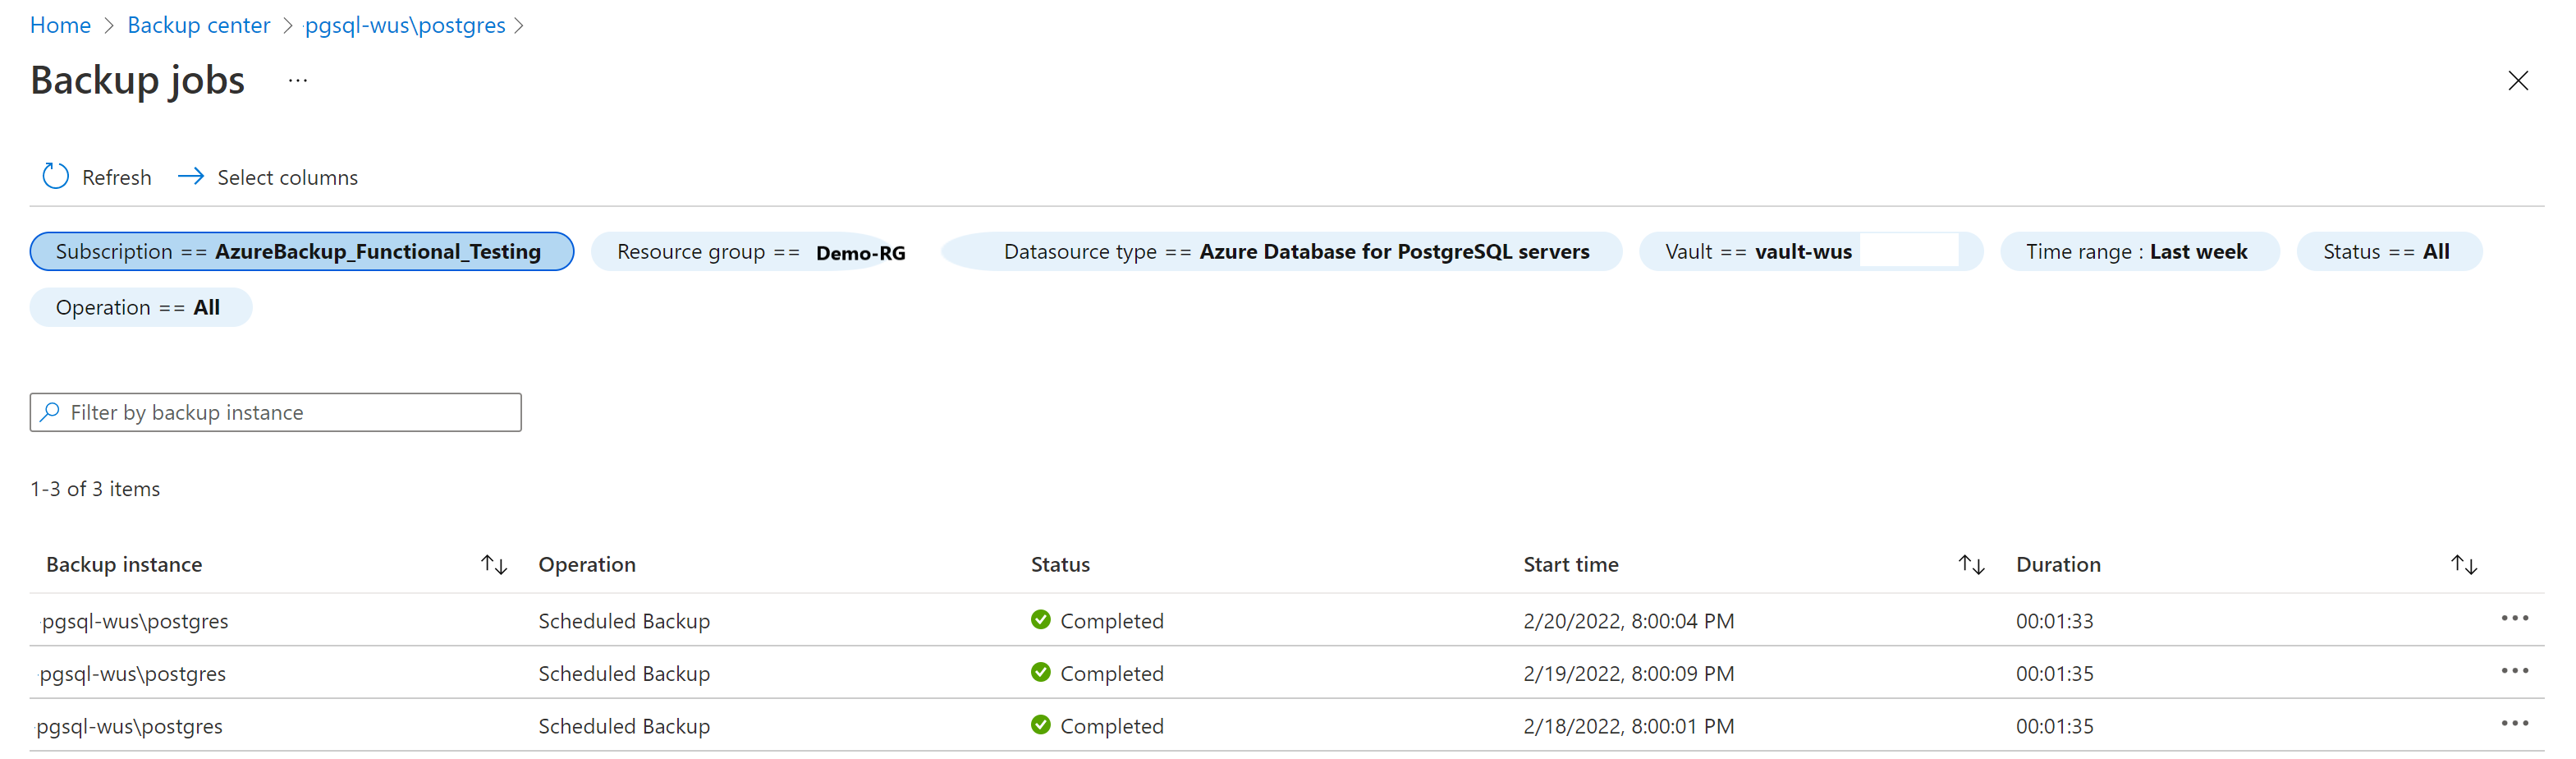 Home > Backup center > pgsql-wus\postgres >
Backup jobs ...
Refresh Select columns
Subscription == AzureBackup_Functional_Testing Resource group == Demo-RG Datasource type == Azure Database for PostgreSQL servers Vault == vault-wus Time range : Last week Status == All
Operation == All
Filter by backup instance
1-3 of 3 items
Backup instance Operation Status Start time Duration
pgsql-wus\postgres Scheduled Backup Completed 2/20/2022, 8:00:04 PM 00:01:33
pgsql-wus\postgres Scheduled Backup Completed 2/19/2022, 8:00:09 PM 00:01:35
pgsql-wus\postgres Scheduled Backup Completed 2/18/2022, 8:00:01 PM 00:01:35